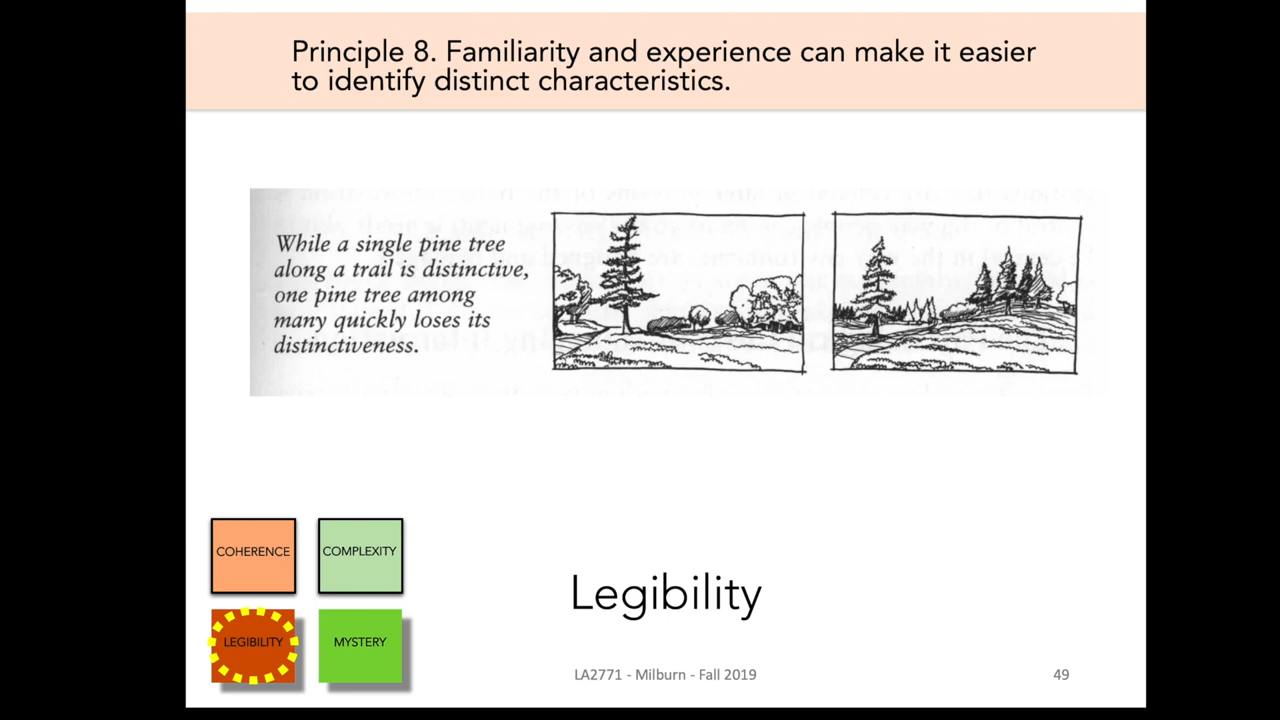 Principle 8. Familiarity and experience can make it easier
to identify distinct characteristics.
While a single pine tree
along a trail is distinctive,
one pine tree among
many quickly loses its
distinctiveness.
COHERENCE
COMPLEXITY
LEGIBILITY
MYSTERY
Legibility
LA2771 - Milburn - Fall 2019
49